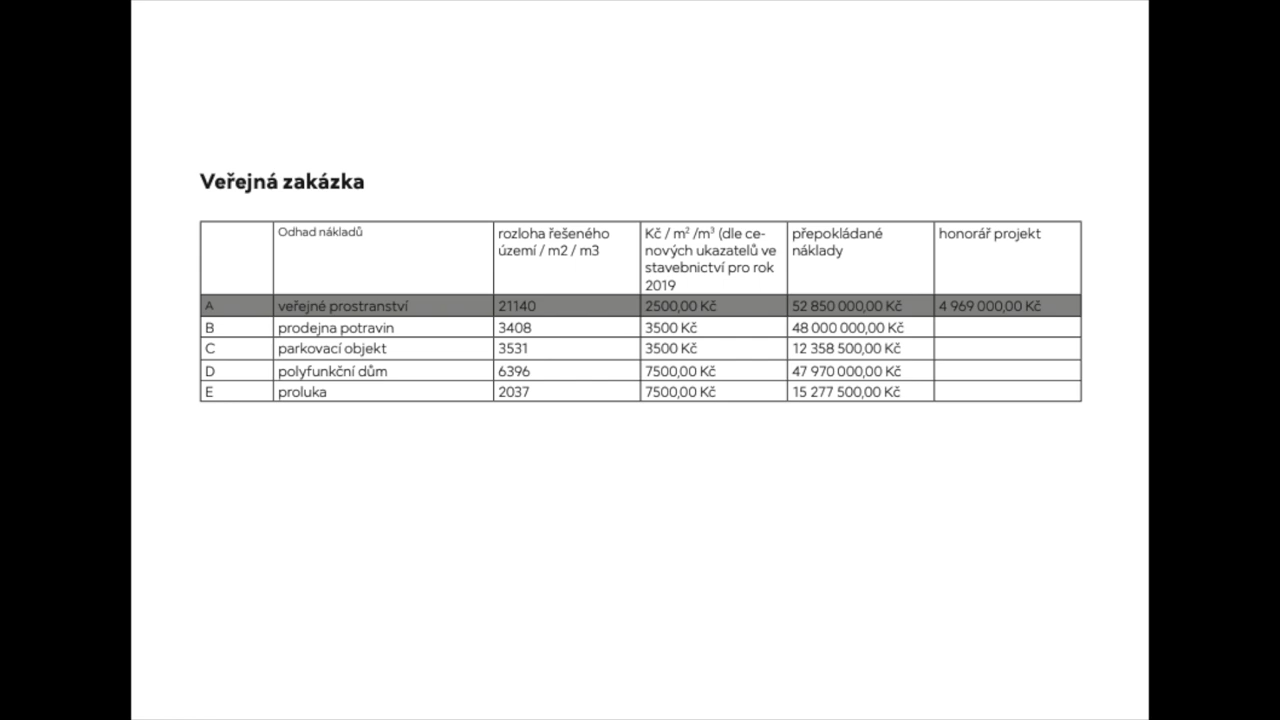 Veřejná zakázka
Odhad nákladů
rozloha řešeného
území / m2 / m3
Kč / m² /m³ (dle ce-
nových ukazatelů ve
stavebnictví pro rok
2019
přepokládané
náklady
honorář projekt
A veřejné prostranství 21140 2500,00 Kč 52 850 000,00 Kč 4 969 000,00 Kč
B prodejna potravin 3408 3500 Kč 48 000 000,00 Kč
C parkovací objekt 3531 3500 Kč 12 358 500,00 Kč
D polyfunkční dům 6396 7500,00 Kč 47 970 000,00 Kč
E proluka 2037 7500,00 Kč 15 277 500,00 Kč